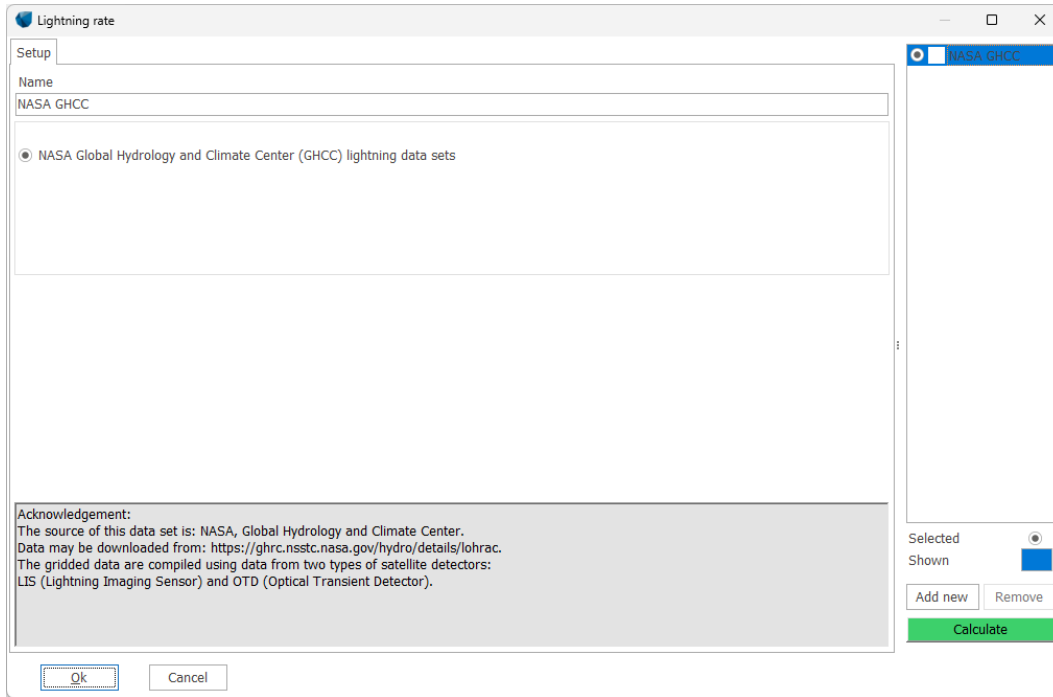 Lightning rate
Setup
Name
NASA GHCC
NASA Global Hydrology and Climate Center (GHCC) lightning data sets
Acknowledgement:
The source of this data set is: NASA, Global Hydrology and Climate Center.
Data may be downloaded from: https://ghrc.nsstc.nasa.gov/hydro/details/lohrac.
The gridded data are compiled using data from two types of satellite detectors:
LIS (Lightning Imaging Sensor) and OTD (Optical Transient Detector).
Ok
Cancel
NASA GHCC
Selected
Shown
Add new
Remove
Calculate